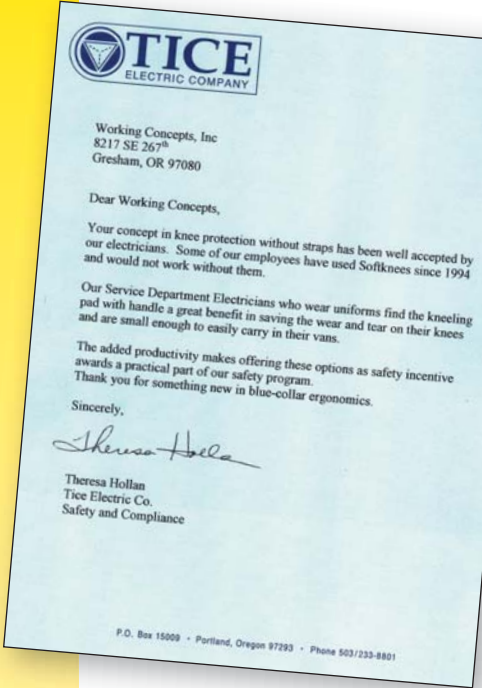 TICE
ELECTRIC COMPANY
Working Concepts, Inc
8217 SE 267th
Gresham, OR 97080
Dear Working Concepts,
Your concept in knee protection without straps has been well accepted by
our electricians. Some of our employees have used Softknees since 1994
and would not work without them.
Our Service Department Electricians who wear uniforms find the kneeling
pad with handle a great benefit in saving the wear and tear on their knees
and are small enough to easily carry in their vans.
The added productivity makes offering these options as safety incentive
awards a practical part of our safety program.
Thank you for something new in blue-collar ergonomics.
Sincerely,
Theresa Hollan
Theresa Hollan
Tice Electric Co.
Safety and Compliance
P.O. Box 15009 · Portland, Oregon 97293 · Phone 503/233-8801